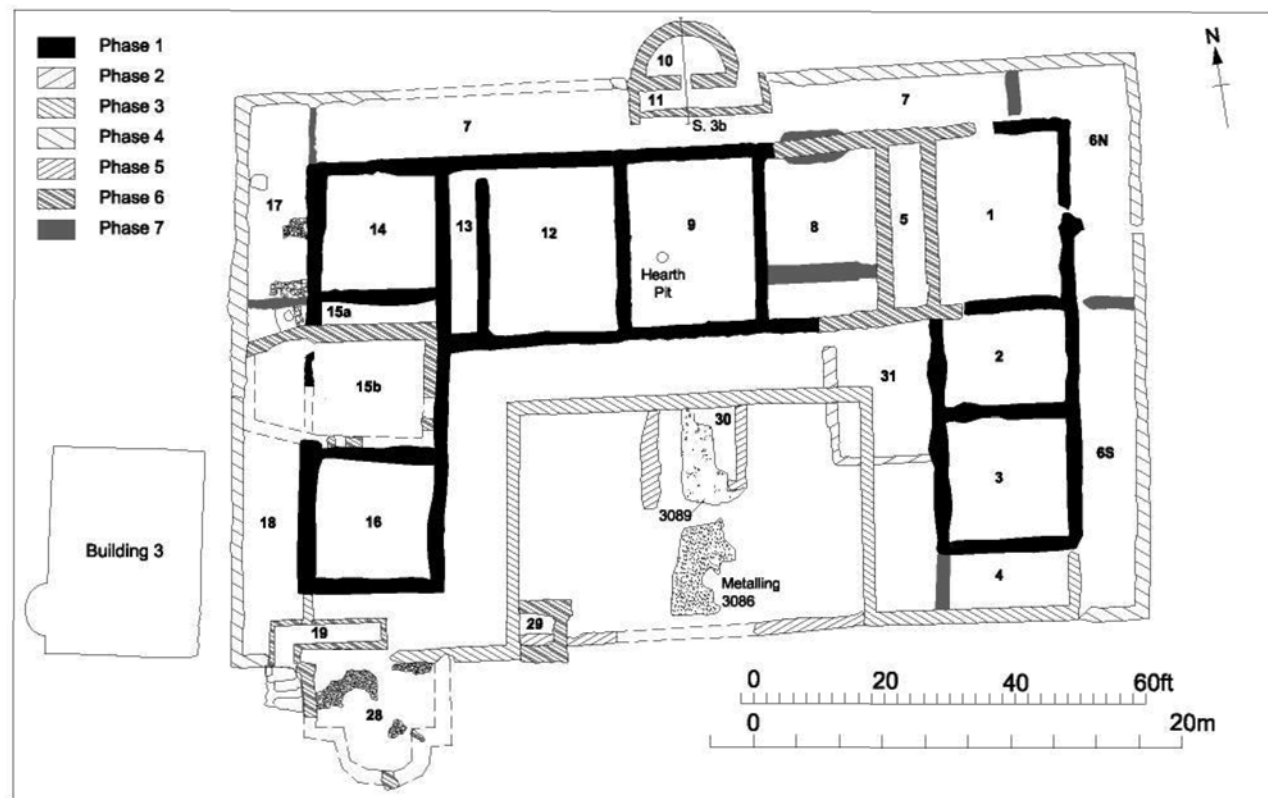 Phase 1
Phase 2
Phase 3
Phase 4
Phase 5
Phase 6
Phase 7
N
10
11
7
S. 3b
7
6N
17
14
13
12
9
8
5
1
Hearth
Pit
15a
15b
31
2
30
3
6S
3089
18
16
Building 3
Metalling
3086
4
29
19
28
0 20 40 60ft
0 20m